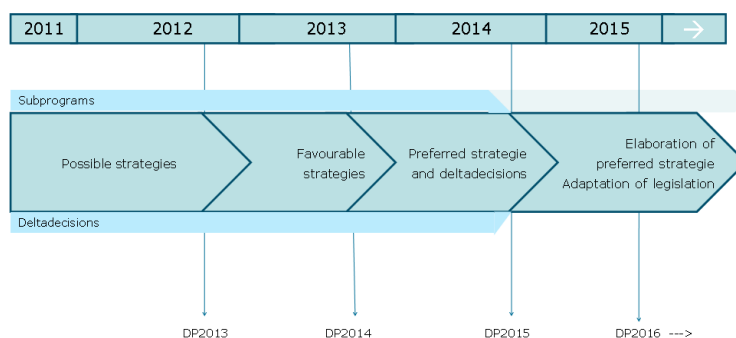 2011 2012 2013 2014 2015 →
Subprograms
Possible strategies
Favourable
strategies
Preferred strategie
and deltadecisions
Elaboration of
preferred strategie
Adaptation of legislation
Deltadecisions
DP2013 DP2014 DP2015 DP2016 --->